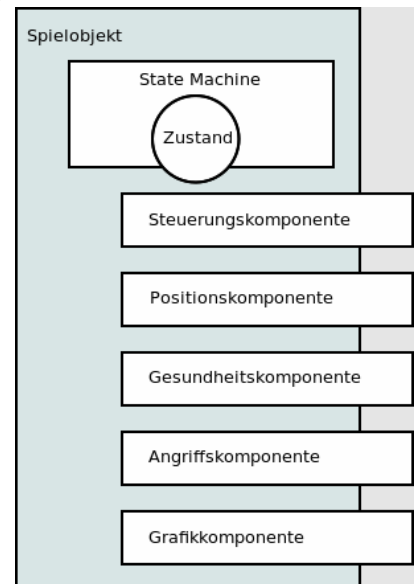 Spielobjekt
State Machine
Zustand
Steuerungskomponente
Positionskomponente
Gesundheitskomponente
Angriffskomponente
Grafikkomponente